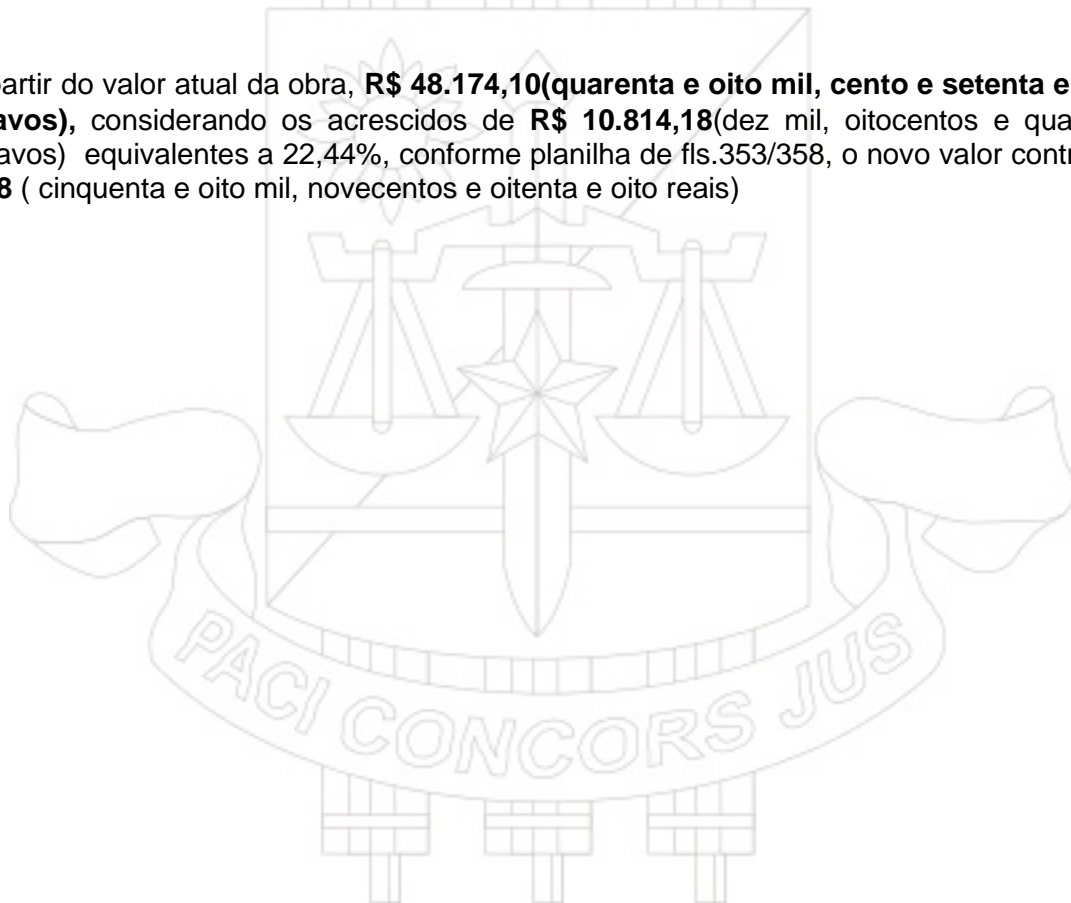 partir do valor atual da obra, R$ 48.174,10(quarenta e oito mil, cento e setenta e
avos), considerando os acrescidos de R$ 10.814,18(dez mil, oitocentos e qua
avos) equivalentes a 22,44%, conforme planilha de fls.353/358, o novo valor contr
8 ( cinquenta e oito mil, novecentos e oitenta e oito reais)
PACI CONCORS JUS